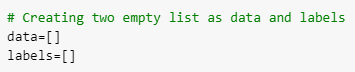 # Creating two empty list as data and labels
data=[]
labels=[]